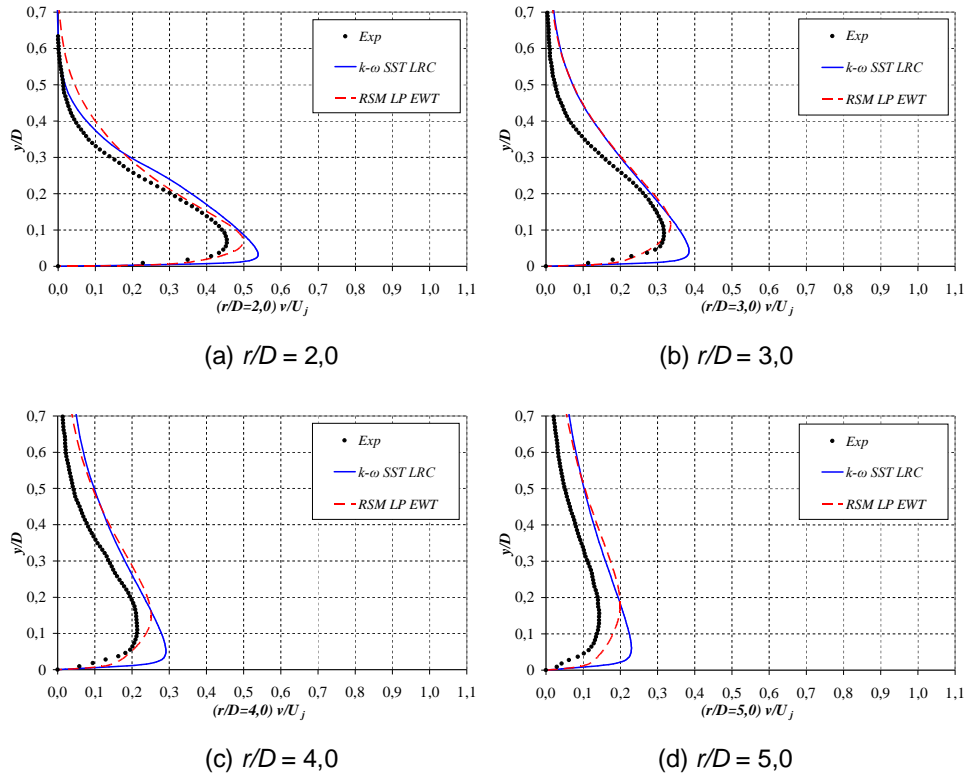 0,7
0,6
0,5
0,4
0,3
0,2
0,1
0
y/D
Exp
k-ω SST LRC
RSM LP EWT
0,0 0,1 0,2 0,3 0,4 0,5 0,6 0,7 0,8 0,9 1,0 1,1
(r/D=2,0) v/U_j
(a) r/D = 2,0
0,7
0,6
0,5
0,4
0,3
0,2
0,1
0
y/D
Exp
k-ω SST LRC
RSM LP EWT
0,0 0,1 0,2 0,3 0,4 0,5 0,6 0,7 0,8 0,9 1,0 1,1
(r/D=3,0) v/U_j
(b) r/D = 3,0
0,7
0,6
0,5
0,4
0,3
0,2
0,1
0
y/D
Exp
k-ω SST LRC
RSM LP EWT
0,0 0,1 0,2 0,3 0,4 0,5 0,6 0,7 0,8 0,9 1,0 1,1
(r/D=4,0) v/U_j
(c) r/D = 4,0
0,7
0,6
0,5
0,4
0,3
0,2
0,1
0
y/D
Exp
k-ω SST LRC
RSM LP EWT
0,0 0,1 0,2 0,3 0,4 0,5 0,6 0,7 0,8 0,9 1,0 1,1
(r/D=5,0) v/U_j
(d) r/D = 5,0